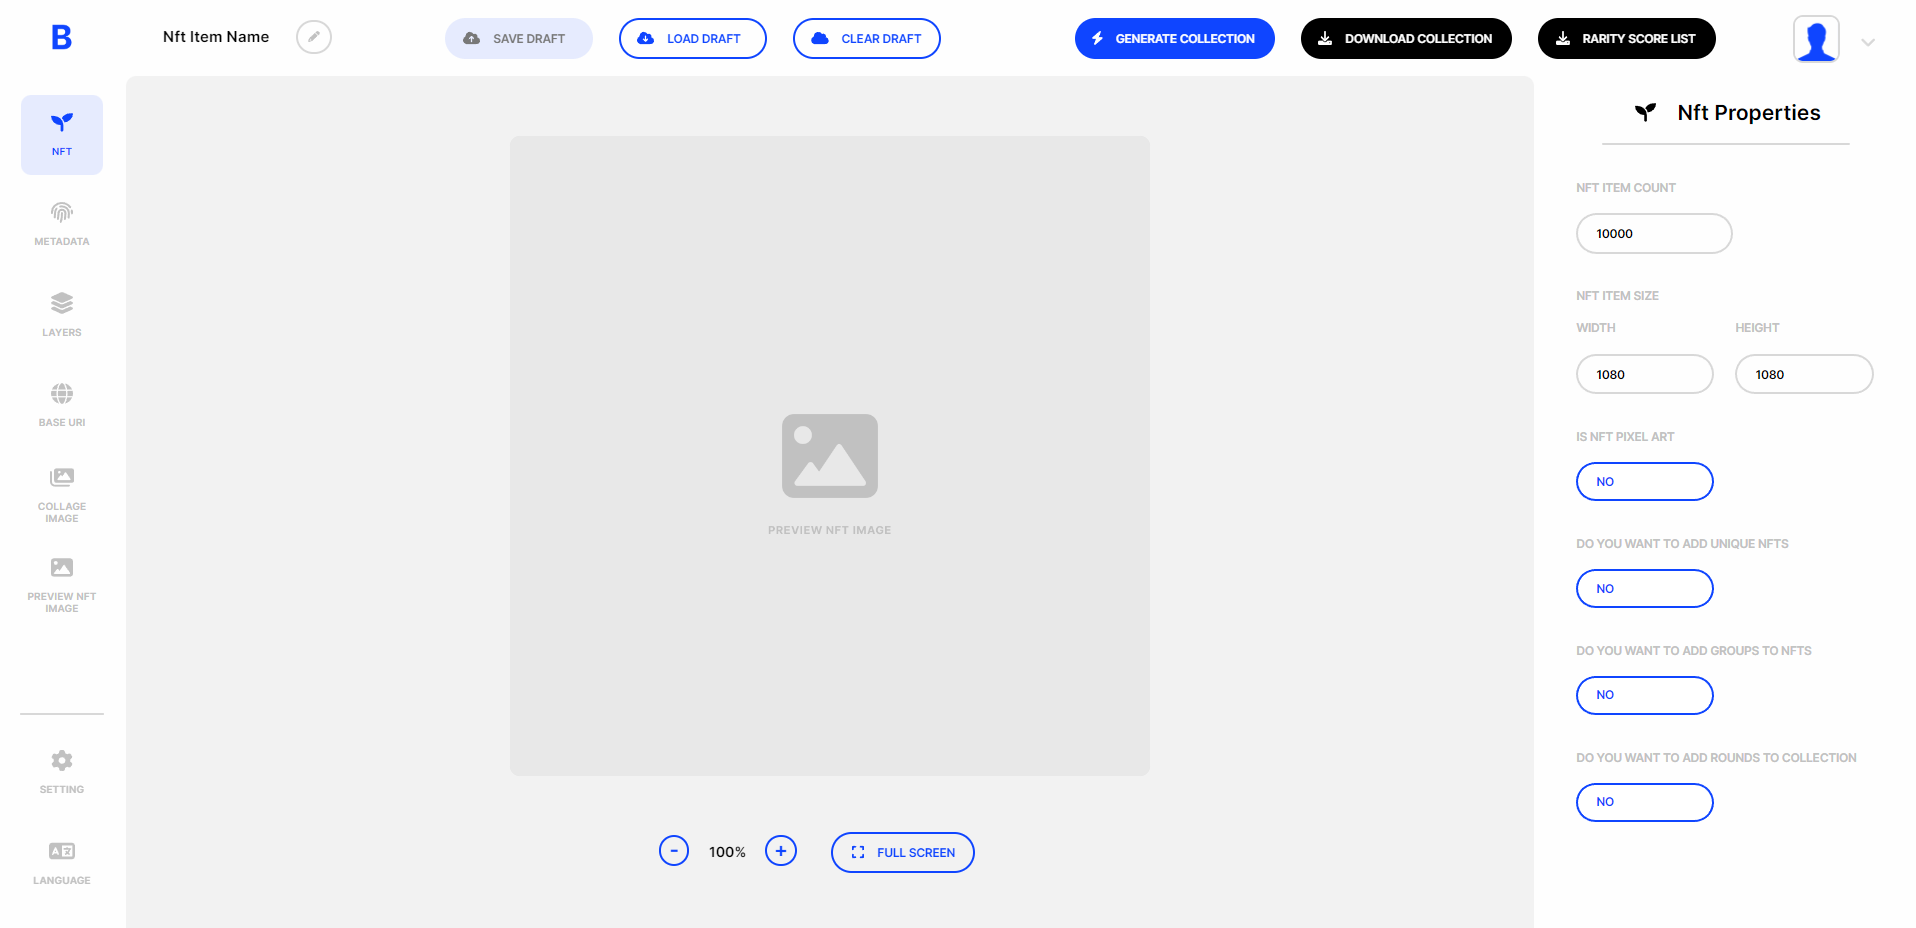 B
Nft Item Name
SAVE DRAFT
LOAD DRAFT
CLEAR DRAFT
GENERATE COLLECTION
DOWNLOAD COLLECTION
RARITY SCORE LIST
NFT
METADATA
LAYERS
BASE URI
COLLAGE
IMAGE
PREVIEW NFT
IMAGE
SETTING
A
LANGUAGE
PREVIEW NFT IMAGE
-
100%
+
FULL SCREEN
Nft Properties
NFT ITEM COUNT
10000
NFT ITEM SIZE
WIDTH
HEIGHT
1080
1080
IS NFT PIXEL ART
NO
DO YOU WANT TO ADD UNIQUE NFTS
NO
DO YOU WANT TO ADD GROUPS TO NFTS
NO
DO YOU WANT TO ADD ROUNDS TO COLLECTION
NO